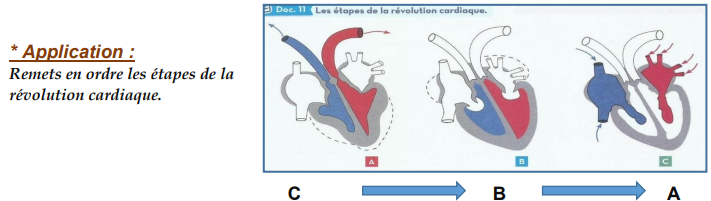 * Application :
Remets en ordre les étapes de la
révolution cardiaque.
Doc. 11 Les étapes de la révolution cardiaque.
A B C
C B A